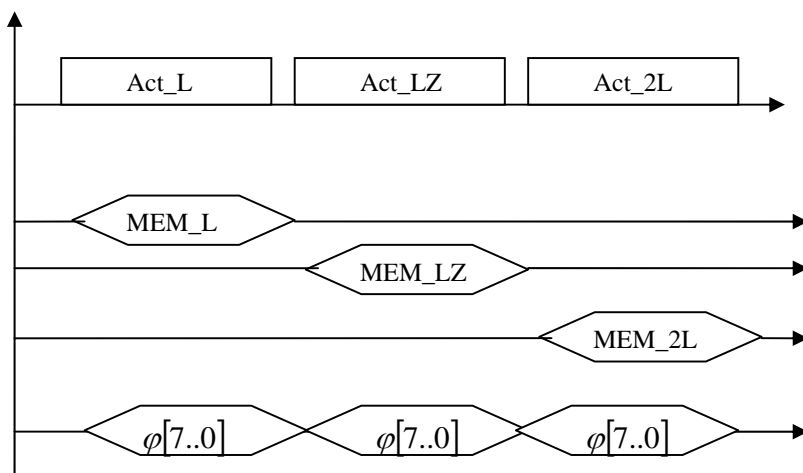 Act_L Act_LZ Act_2L
MEM_L
MEM_LZ
MEM_2L
φ[7..0] φ[7..0] φ[7..0]